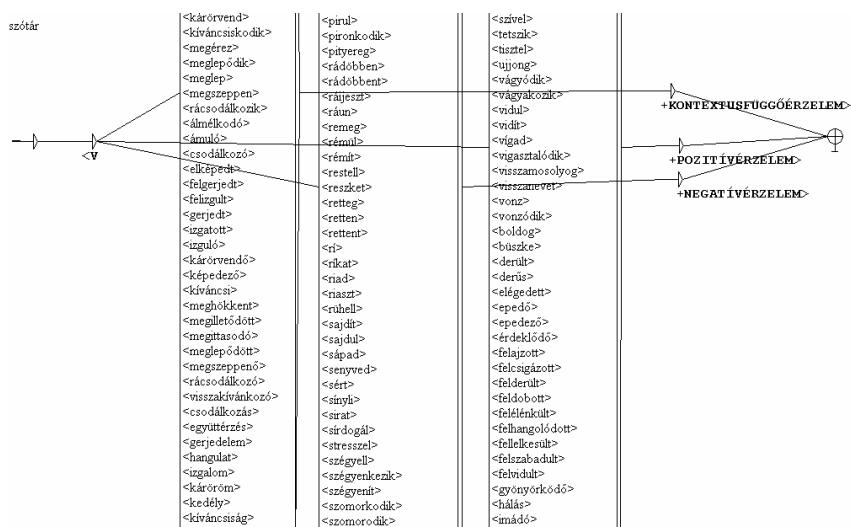 szótár
<kárörvend>
<kíváncsiskodik>
<megérez>
<meglepődik>
<meglep>
<megszeppen>
<rácsodálkozik>
<álmélkodó>
<ámuló>
<csodálkozó>
<elképedt>
<felgerjedt>
<felizgult>
<gerjedt>
<izgatott>
<izguló>
<kárörvendő>
<képedező>
<kíváncsi>
<meghökkent>
<megilletődött>
<megittasodó>
<meglepődött>
<megszeppenő>
<rácsodálkozó>
<visszakívánkozó>
<csodálkozás>
<együttérzés>
<gerjedelem>
<hangulat>
<izgalom>
<káröröm>
<kedély>
<kíváncsiság>
<V
<pirul>
<pironkodik>
<pityereg>
<rádöbben>
<rádöbbent>
<ráijeszt>
<ráun>
<remeg>
<rémül>
<rémít>
<restell>
<reszket>
<retteg>
<retten>
<rettent>
<rí>
<ríkat>
<riad>
<riaszt>
<rühell>
<sajdít>
<sajdul>
<sápad>
<senyved>
<sért>
<sínyli>
<sirat>
<sírdogál>
<stresszel>
<szégyell>
<szégyenkezik>
<szégyenít>
<szomorkodik>
<szomorodik>
<szível>
<tetszik>
<tisztel>
<ujjong>
<vágyódik>
<vágyakozik>
<vidul>
<vidít>
<vígad>
<vigasztalódik>
<visszamosolyog>
<visszanevet>
<vonz>
<vonzódik>
<boldog>
<büszke>
<derült>
<derűs>
<elégedett>
<epedő>
<epedező>
<érdeklődő>
<felajzott>
<felcsigázott>
<felderült>
<feldobott>
<felélénkült>
<felhangolódott>
<fellelkesült>
<felszabadult>
<felvidult>
<gyönyörködő>
<hálás>
<imádó>
+KONTEXTUSFÜGGŐÉRZELEM>
+POZITÍVÉRZELEM>
+NEGATÍVÉRZELEM>